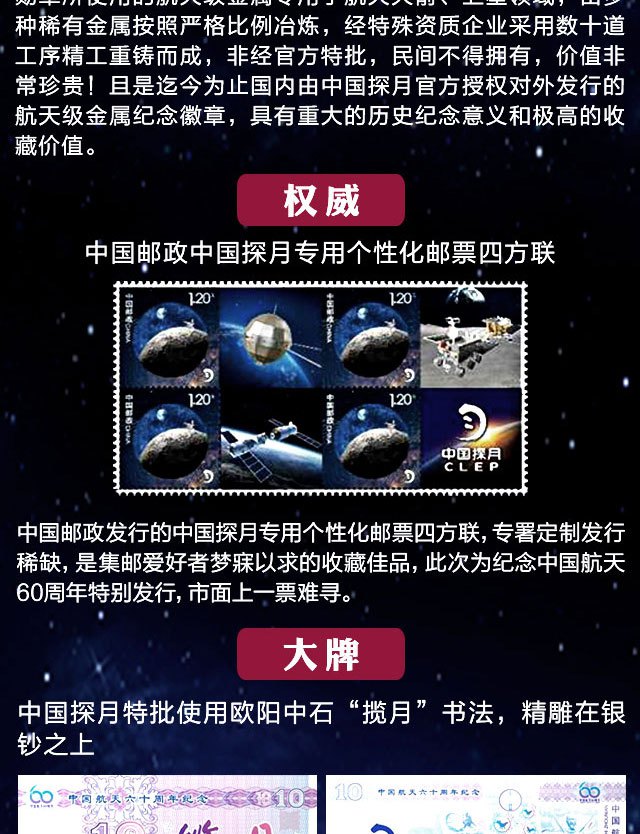 种稀有金属按照严格比例冶炼，经特殊资质企业采用数十道
工序精工重铸而成，非经官方特批，民间不得拥有，价值非
常珍贵！且是迄今为止国内由中国探月官方授权对外发行的
航天级金属纪念徽章，具有重大的历史纪念意义和极高的收
藏价值。
权威
中国邮政中国探月专用个性化邮票四方联
1.20
中国邮政 CHINA
1.20
中国邮政 CHINA
1.20
中国邮政 CHINA
1.20
中国邮政 CHINA
中国探月
CLEP
中国邮政发行的中国探月专用个性化邮票四方联，专署定制发行
稀缺，是集邮爱好者梦寐以求的收藏佳品，此次为纪念中国航天
60周年特别发行，市面上一票难寻。
大牌
中国探月特批使用欧阳中石“揽月”书法，精雕在银
钞之上
60 中国航天六十周年纪念 10
10 中国航天六十周年纪念 60